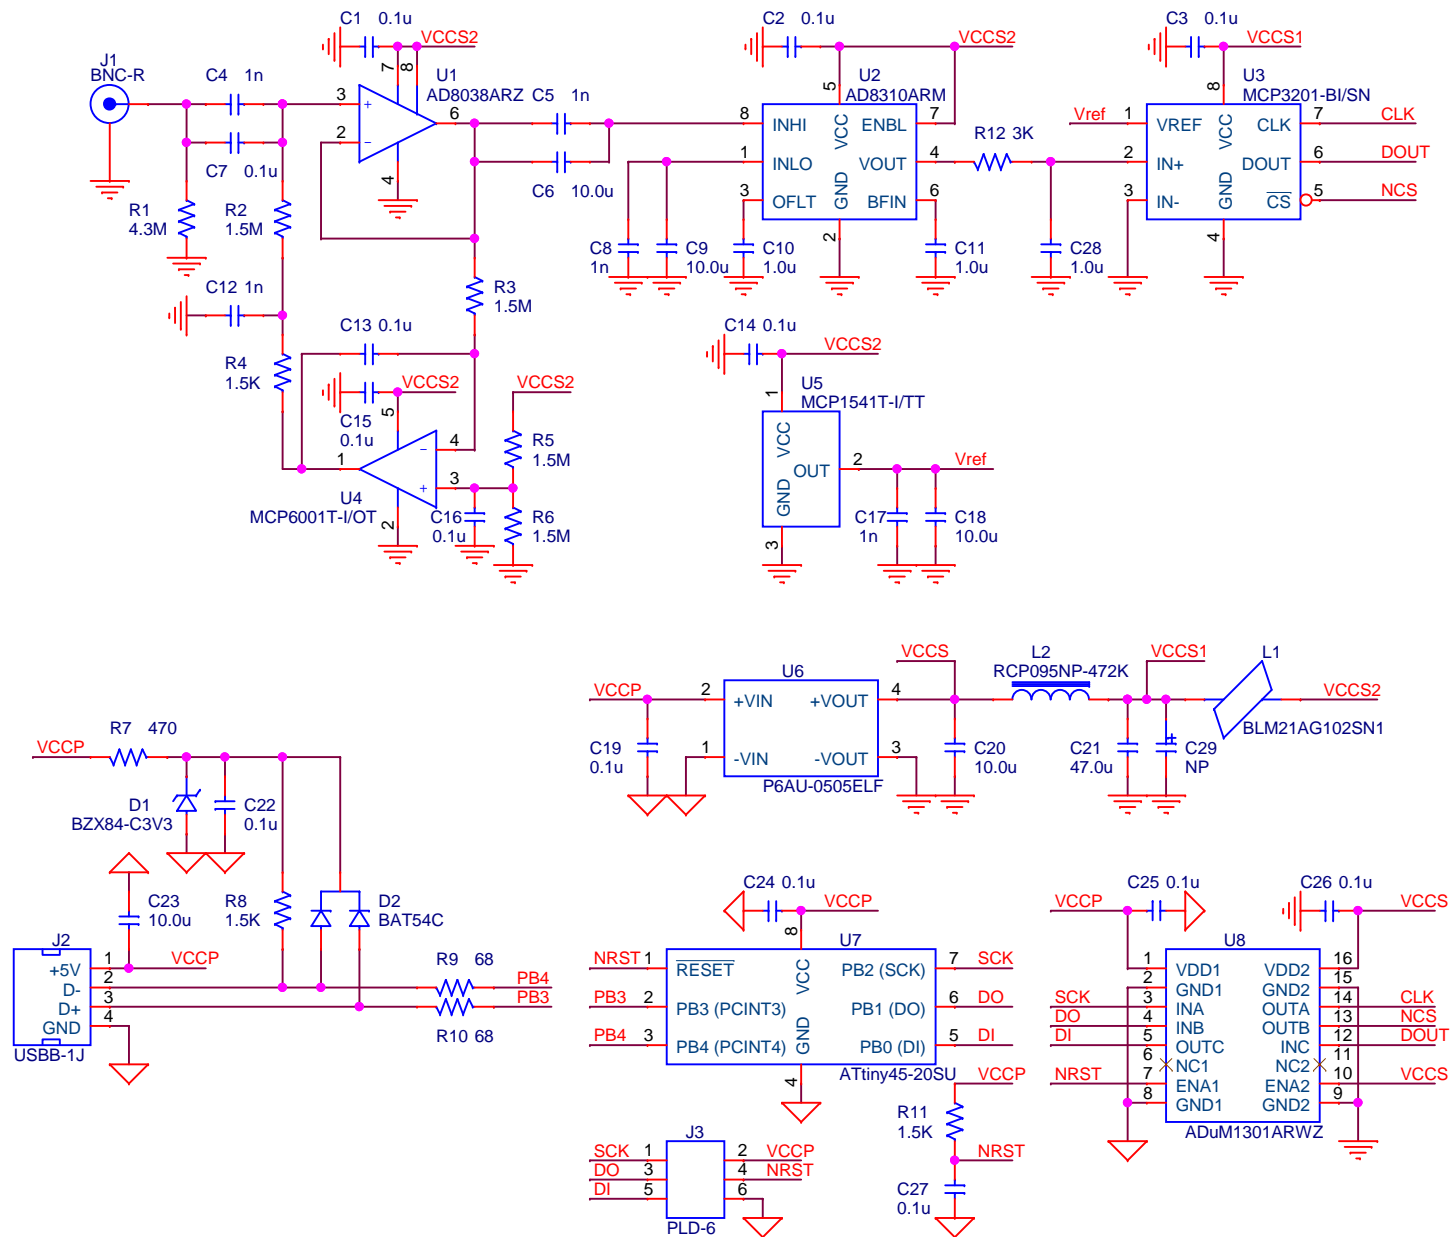 C1 0.1u
VCCS2
C2 0.1u
VCCS2
C3 0.1u
VCCS1
J1
BNC-R
C4 1n
C7 0.1u
R1
4.3M
R2
1.5M
7
8
U1
AD8038ARZ
3
+
2
-
6
4
C5 1n
C6
10.0u
5
U2
AD8310ARM
8 INHI
VCC
ENBL 7
1 INLO
VOUT 4
3 OFLT
GND
BFIN 6
2
R12 3K
8
U3
MCP3201-BI/SN
Vref
1 VREF
VCC
CLK 7 CLK
2 IN+
DOUT 6 DOUT
3 IN-
GND
CS 5 NCS
4
C8
1n
C9
10.0u
C10
1.0u
C11
1.0u
C28
1.0u
C12 1n
R3
1.5M
C13 0.1u
R4
1.5K
VCCS2
C15
0.1u
VCCS2
5
1
4
-
3
+
2
U4
MCP6001T-I/OT
R5
1.5M
C16
0.1u
R6
1.5M
C14 0.1u
VCCS2
1
U5
MCP1541T-I/TT
VCC
OUT
GND
2
3
Vref
C17
1n
C18
10.0u
VCCP
C19
0.1u
U6
2 +VIN
+VOUT 4
1 -VIN
-VOUT 3
P6AU-0505ELF
VCCS
C20
10.0u
L2
RCP095NP-472K
VCCS1
C21
47.0u
+
C29
NP
L1
BLM21AG102SN1
VCCS2
VCCP
R7 470
D1
BZX84-C3V3
C22
0.1u
C23
10.0u
R8
1.5K
D2
BAT54C
J2
+5V 1 VCCP
D- 2
D+ 3
GND 4
USBB-1J
R9 68
PB4
PB3
R10 68
C24 0.1u
VCCP
8
U7
NRST 1 RESET
VCC
PB2 (SCK) 7 SCK
PB3 2 PB3 (PCINT3)
PB1 (DO) 6 DO
PB4 3 PB4 (PCINT4)
GND
PB0 (DI) 5 DI
ATtiny45-20SU
4
VCCP
R11
1.5K
NRST
C27
0.1u
J3
SCK 1
2 VCCP
DO 3
4 NRST
DI 5
6
PLD-6
C25 0.1u
VCCP
C26 0.1u
VCCS
U8
1 VDD1
VDD2 16
2 GND1
GND2 15
SCK 3 INA
OUTA 14 CLK
DO 4 INB
OUTB 13 NCS
DI 5 OUTC
INC 12 DOUT
6 NC1
NC2 11
NRST 7 ENA1
ENA2 10 VCCS
8 GND1
GND2 9
ADuM1301ARWZ